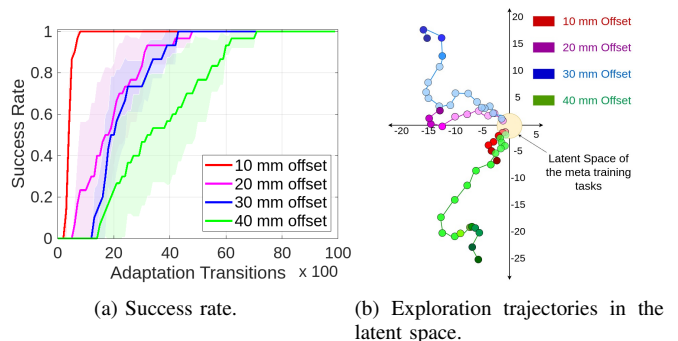 1
0.8
0.6
0.4
0.2
0
Success Rate
0 20 40 60 80 100
Adaptation Transitions x 100
10 mm offset
20 mm offset
30 mm offset
40 mm offset
(a) Success rate.
20
15
10
5
-20 -15 -10 -5 5
-5
-10
-15
-20
-25
10 mm Offset
20 mm Offset
30 mm Offset
40 mm Offset
Latent Space of
the meta training
tasks
(b) Exploration trajectories in the
latent space.